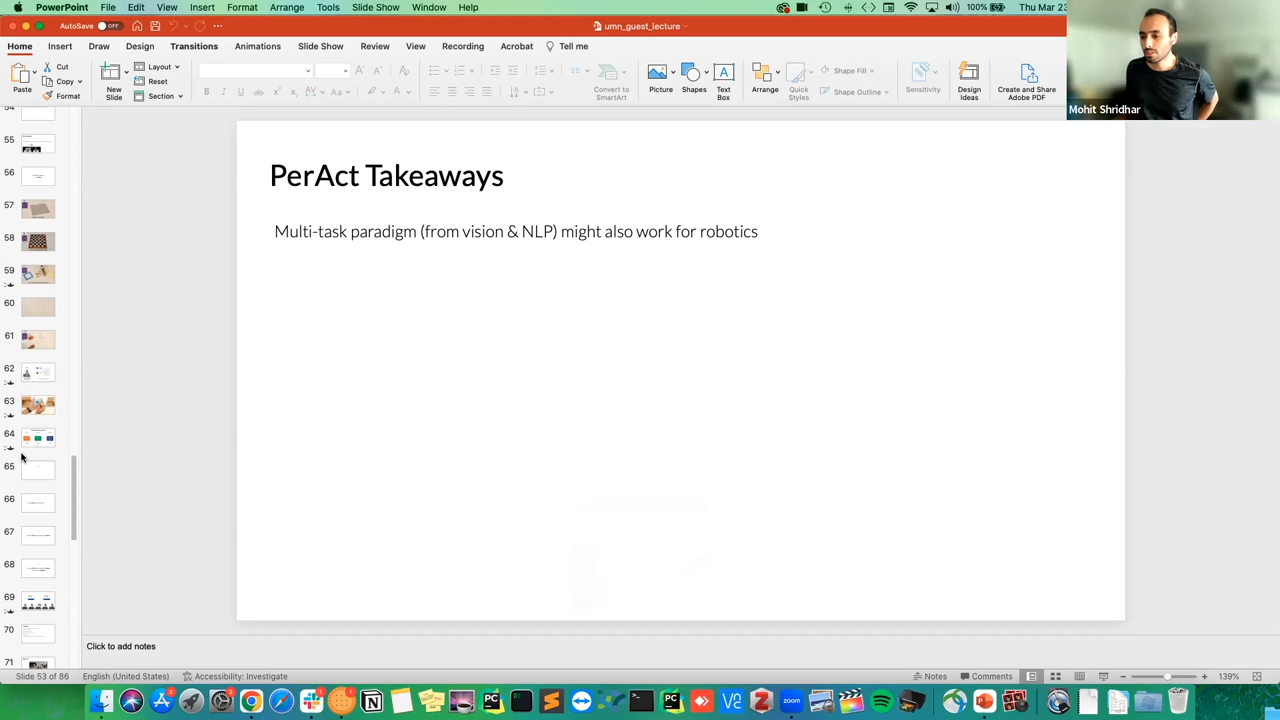 PowerPoint File Edit View Insert Format Arrange Tools Slide Show Window Help 100% Thu Mar 23
AutoSave OFF umn_guest_lecture
Home Insert Draw Design Transitions Animations Slide Show Review View Recording Acrobat Tell me
Paste Cut Copy Format New Slide Layout Reset Section Convert to SmartArt Picture Shapes Text Box Arrange Quick Styles Shape Fill Shape Outline Sensitivity Design Ideas Create and Share Adobe PDF
Mohit Shridhar
54
55
56
57
58
59
60
61
62
63
64
65
66
67
68
69
70
71
PerAct Takeaways
Multi-task paradigm (from vision & NLP) might also work for robotics
Click to add notes
Slide 53 of 86 English (United States) Accessibility: Investigate Notes Comments 139%